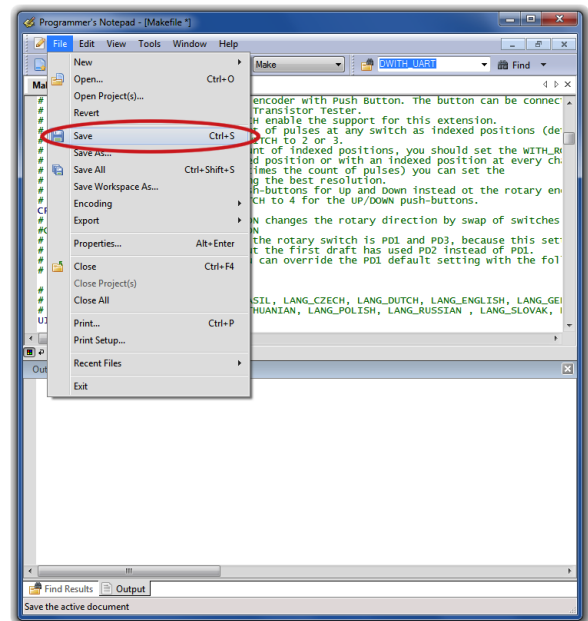 Programmer's Notepad - [Makefile *]
File Edit View Tools Window Help
Make DWITH_UART Find
New
Open... Ctrl+O
Open Project(s)...
Revert
Save Ctrl+S
Save As...
Save All Ctrl+Shift+S
Save Workspace As...
Encoding
Export
Properties... Alt+Enter
Close Ctrl+F4
Close Project(s)
Close All
Print... Ctrl+P
Print Setup...
Recent Files
Exit
encoder with Push Button. The button can be connec
Transistor Tester.
H enable the support for this extension.
t of pulses at any switch as indexed positions (de
ITCH to 2 or 3.
nt of indexed positions, you should set the WITH_R
d position or with an indexed position at every cha
times the count of pulses) you can set the
g the best resolution.
h-buttons for Up and Down instead ot the rotary en
CH to 4 for the UP/DOWN push-buttons.
N changes the rotary direction by swap of switches
ON
the rotary switch is PD1 and PD3, because this set
t the first draft has used PD2 instead of PD1.
can override the PD1 default setting with the fol
ASIL, LANG_CZECH, LANG_DUTCH, LANG_ENGLISH, LANG_GE
HUANIAN, LANG_POLISH, LANG_RUSSIAN , LANG_SLOVAK,
UI
Out
Find Results Output
Save the active document